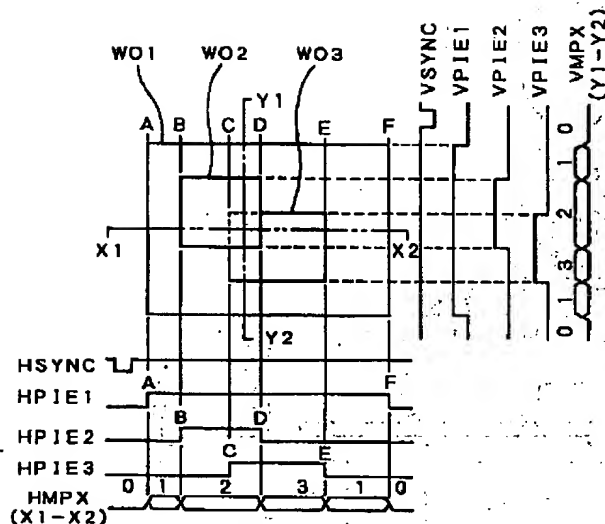 WO1 WO2 WO3
VSYNC
VPIE1
VPIE2
VPIE3
VMPX
(Y1-Y2)
A B C D E F
Y1
X1 X2
Y2
0 1 2 3 1 0
HSYNC
HPIE1 A F
HPIE2 B D
HPIE3 C E
0 1 2 3 1 0
HMPX
(X1-X2)